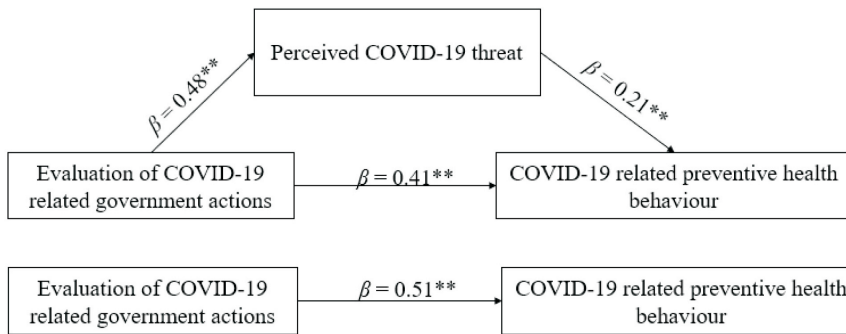 Perceived COVID-19 threat
β = 0.48**
β = 0.21**
Evaluation of COVID-19
related government actions
β = 0.41**
COVID-19 related preventive health
behaviour
Evaluation of COVID-19
related government actions
β = 0.51**
COVID-19 related preventive health
behaviour